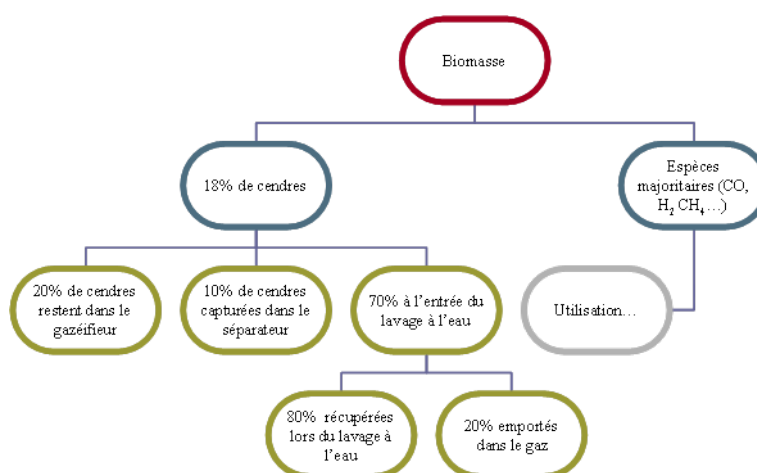 Biomasse
18% de cendres
Espèces
majoritaires (CO,
H₂ CH₄ …)
20% de cendres
restent dans le
gazéifieur
10% de cendres
capturées dans le
séparateur
70% à l’entrée du
lavage à l’eau
Utilisation…
80% récupérées
lors du lavage à
l’eau
20% emportés
dans le gaz